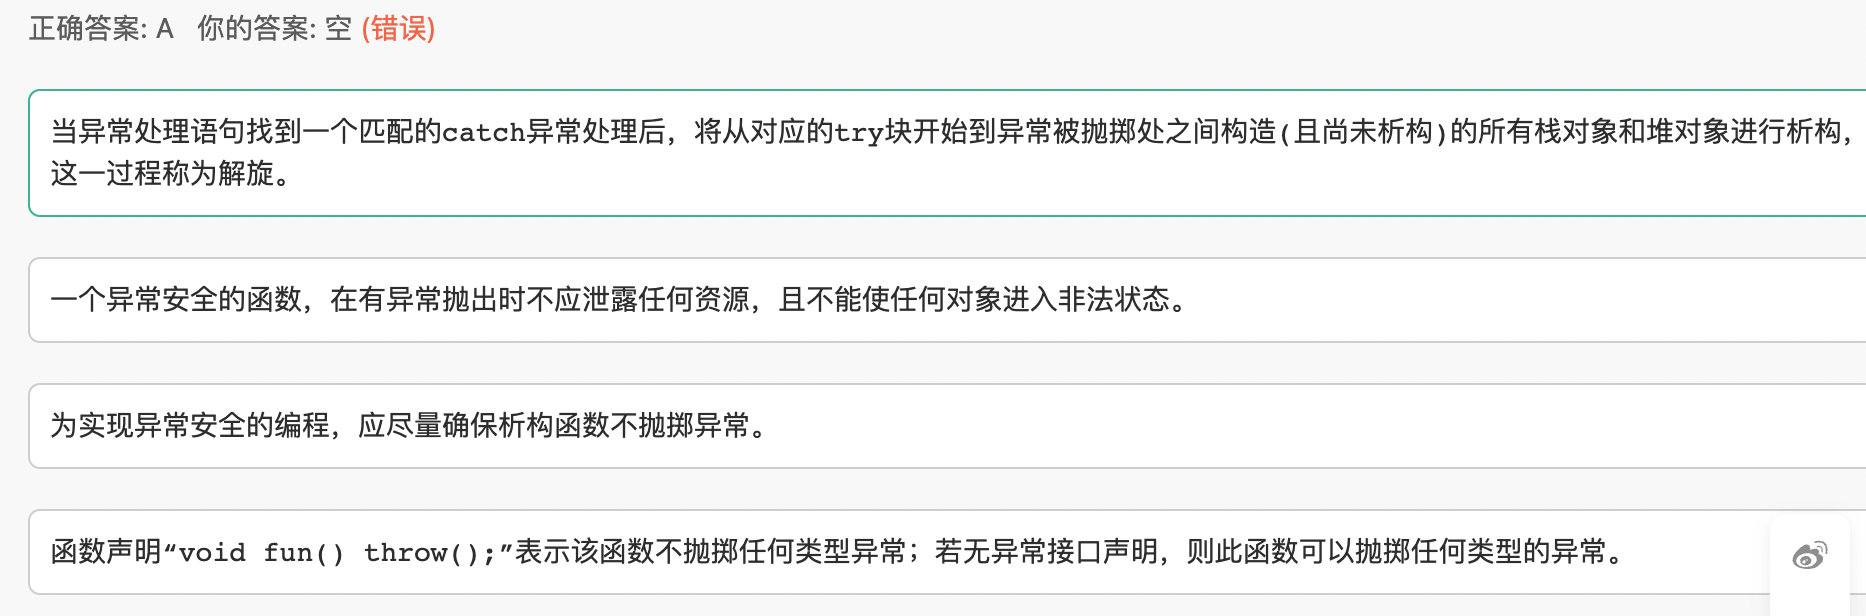 正确答案: A 你的答案: 空 (错误)
当异常处理语句找到一个匹配的catch异常处理后，将从对应的try块开始到异常被抛掷处之间构造(且尚未析构)的所有栈对象和堆对象进行析构，
这一过程称为解旋。
一个异常安全的函数，在有异常抛出时不应泄露任何资源，且不能使任何对象进入非法状态。
为实现异常安全的编程，应尽量确保析构函数不抛掷异常。
函数声明“void fun() throw();”表示该函数不抛掷任何类型异常；若无异常接口声明，则此函数可以抛掷任何类型的异常。